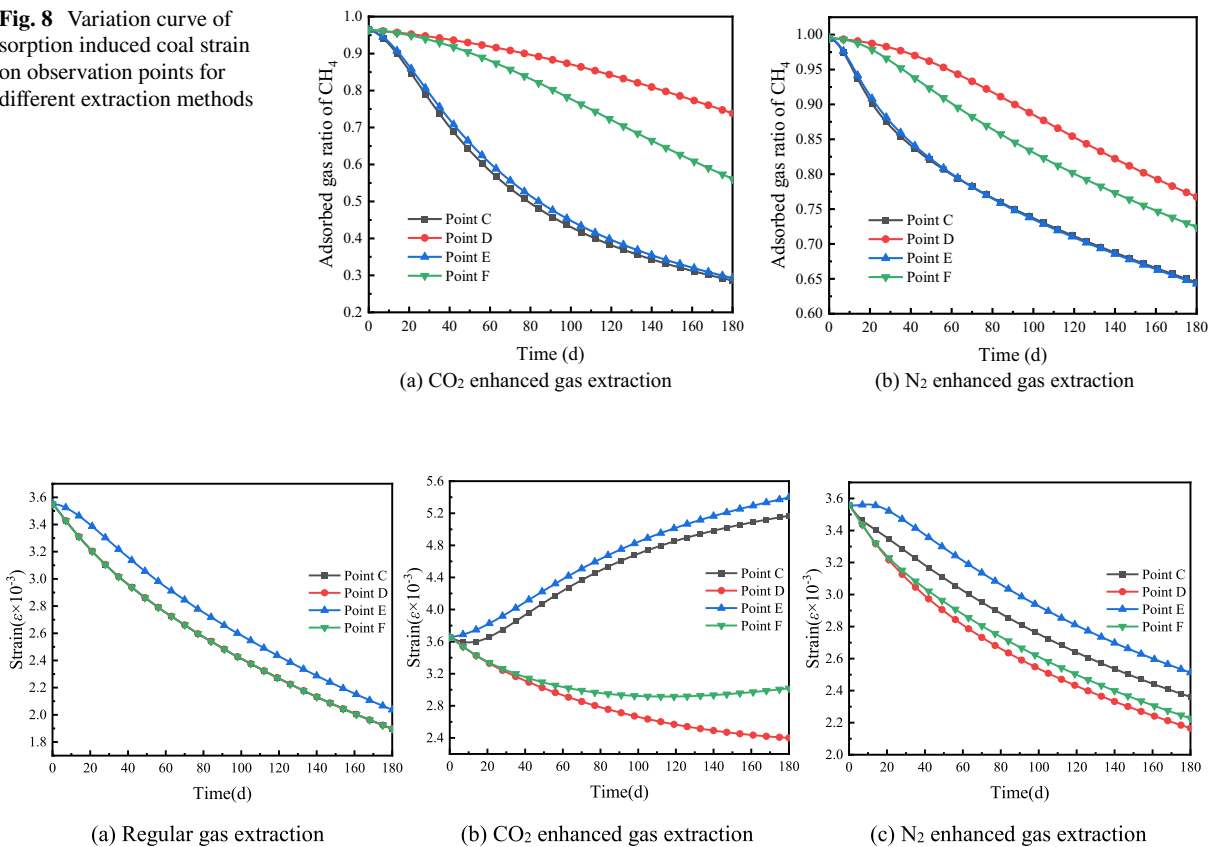 Fig. 8 Variation curve of
sorption induced coal strain
on observation points for
different extraction methods
1.0
0.9
0.8
0.7
0.6
0.5
0.4
0.3
0.2
Adsorbed gas ratio of CH4
Point C
Point D
Point E
Point F
0 20 40 60 80 100 120 140 160 180
Time (d)
(a) CO2 enhanced gas extraction
1.00
0.95
0.90
0.85
0.80
0.75
0.70
0.65
0.60
Adsorbed gas ratio of CH4
Point C
Point D
Point E
Point F
0 20 40 60 80 100 120 140 160 180
Time (d)
(b) N2 enhanced gas extraction
3.6
3.4
3.2
3.0
2.8
2.6
2.4
2.2
2.0
1.8
Strain(ε×10-3)
Point C
Point D
Point E
Point F
0 20 40 60 80 100 120 140 160 180
Time(d)
(a) Regular gas extraction
5.6
5.2
4.8
4.4
4.0
3.6
3.2
2.8
2.4
Strain(ε×10-3)
Point C
Point D
Point E
Point F
0 20 40 60 80 100 120 140 160 180
Time(d)
(b) CO2 enhanced gas extraction
3.6
3.4
3.2
3.0
2.8
2.6
2.4
2.2
2.0
Strain(ε×10-3)
Point C
Point D
Point E
Point F
0 20 40 60 80 100 120 140 160 180
Time(d)
(c) N2 enhanced gas extraction